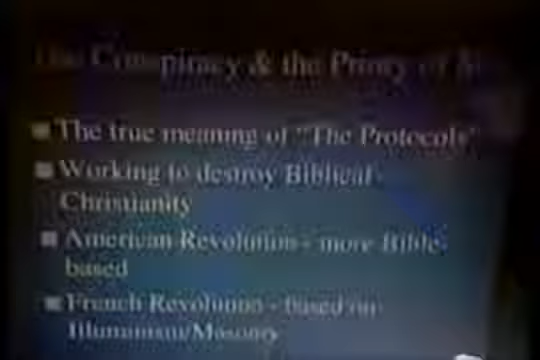 The Conspiracy & the Priory of
The true meaning of "The Protocols"
Working to destroy Biblical
Christianity
American Revolution - more Bible-
based
French Revolution - based on
Illuminism/Masonry